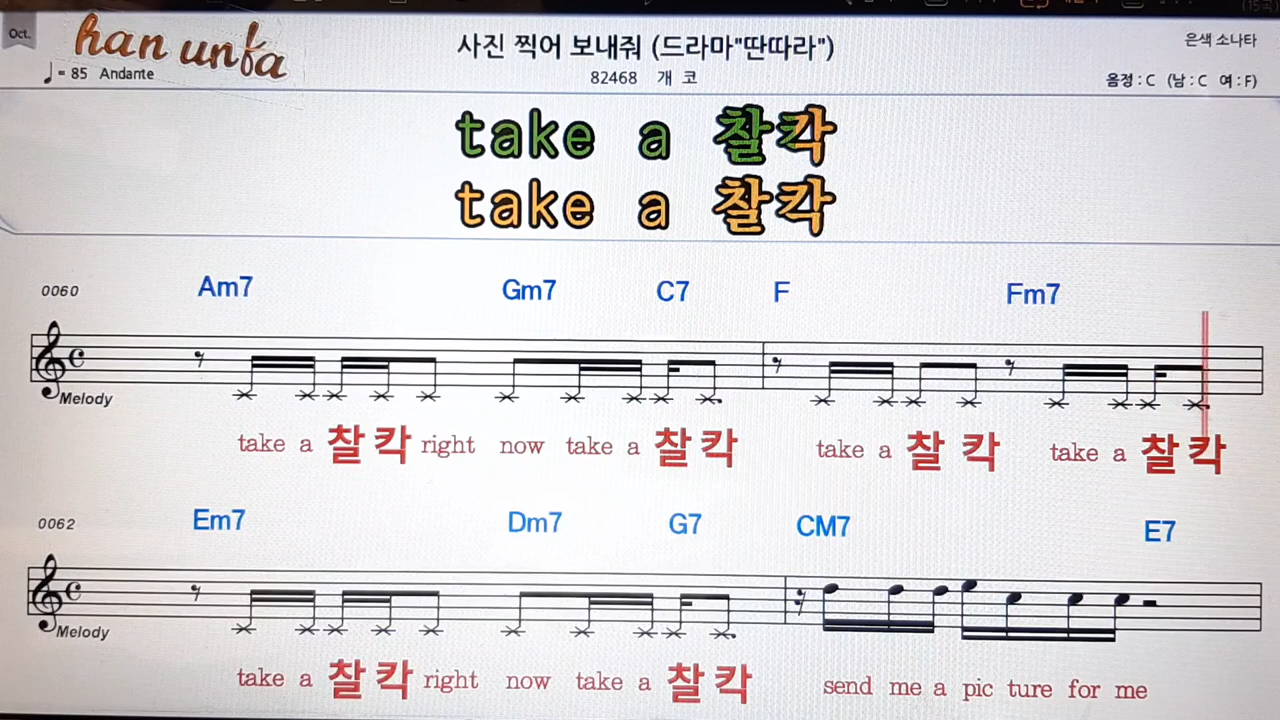 Oct.
han unfa
사진 찍어 보내줘 (드라마"딴따라")
은색 소나타
♩= 85 Andante
82468 개 코
음정 : C (남 : C 여 : F)
take a 찰칵
take a 찰칵
0060
Am7 Gm7 C7 F Fm7
Melody
take a 찰 칵 right now take a 찰 칵 take a 찰 칵 take a 찰 칵
0062
Em7 Dm7 G7 CM7 E7
Melody
take a 찰 칵 right now take a 찰 칵 send me a pic ture for me